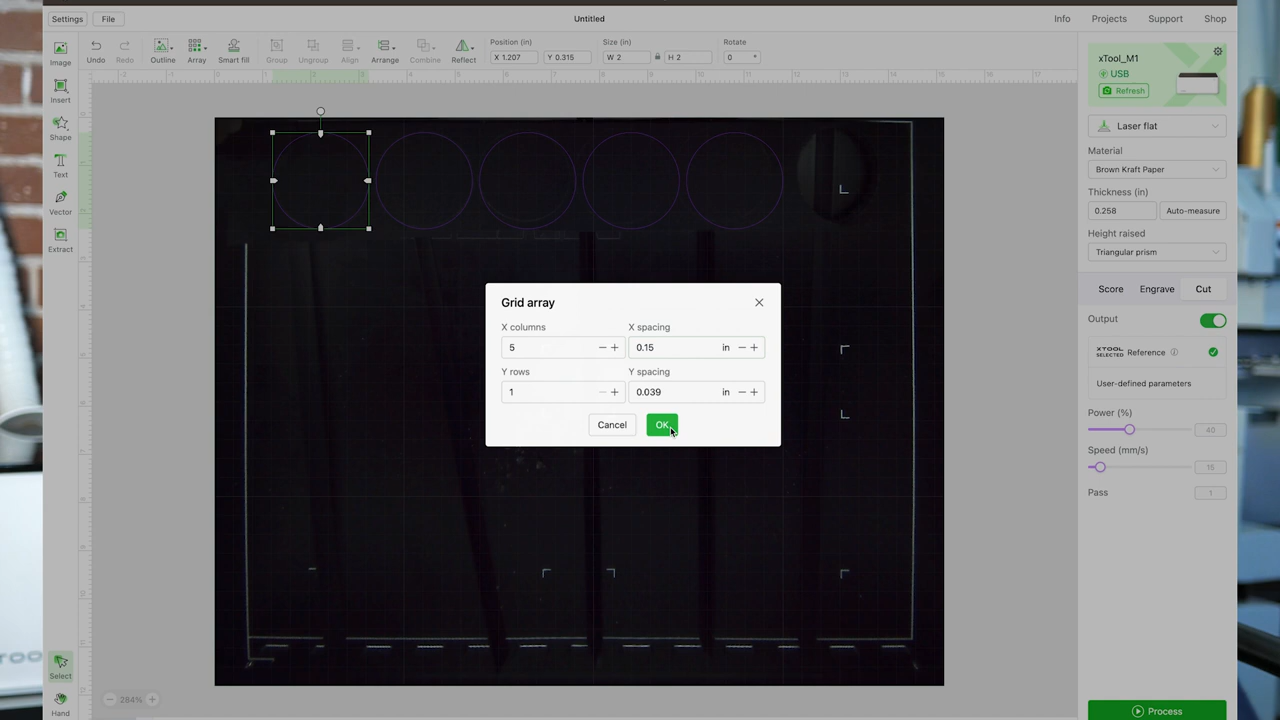 Settings File Untitled Info Projects Support Shop
Image
Insert
Shape
Text
Vector
Extract
Select
Hand
Undo Redo Outline Array Smart fill Group Ungroup Align Arrange Combine Reflect
Position (in) Size (in) Rotate
X 1.207 Y 0.315 W 2 H 2 0 °
Grid array
X columns X spacing
5 0.15 in
Y rows Y spacing
1 0.039 in
Cancel OK
284%
xTool_M1
USB
Refresh
Laser flat
Material
Brown Kraft Paper
Thickness (in)
0.258 Auto-measure
Height raised
Triangular prism
Score Engrave Cut
Output
XTOOL SELECTED Reference
User-defined parameters
Power (%)
40
Speed (mm/s)
15
Pass 1
Process